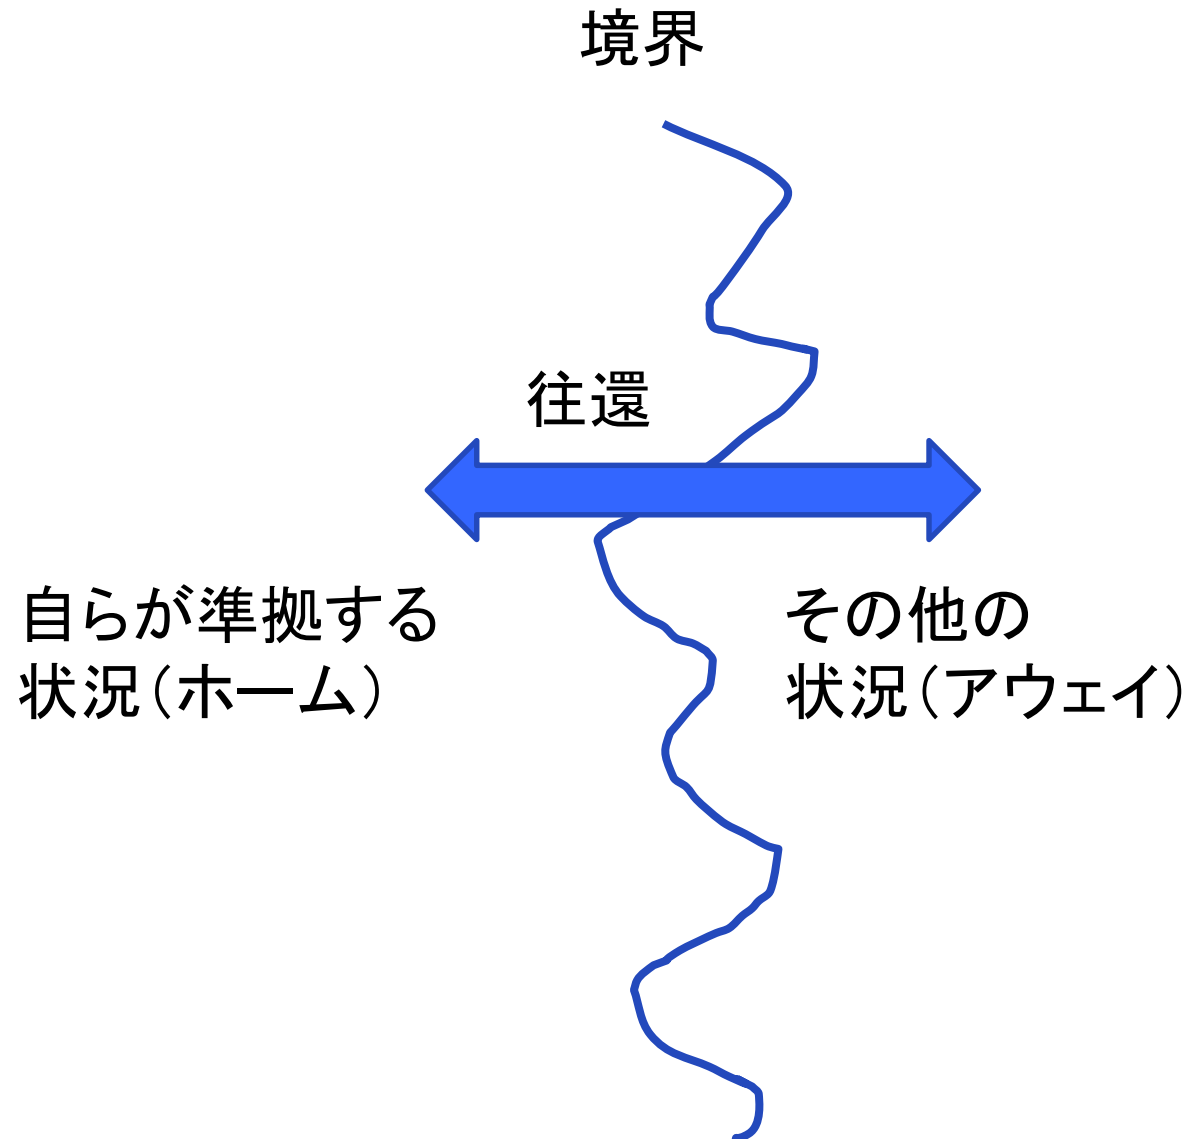 境界
往還
自らが準拠する
状況（ホーム）
その他の
状況（アウェイ）